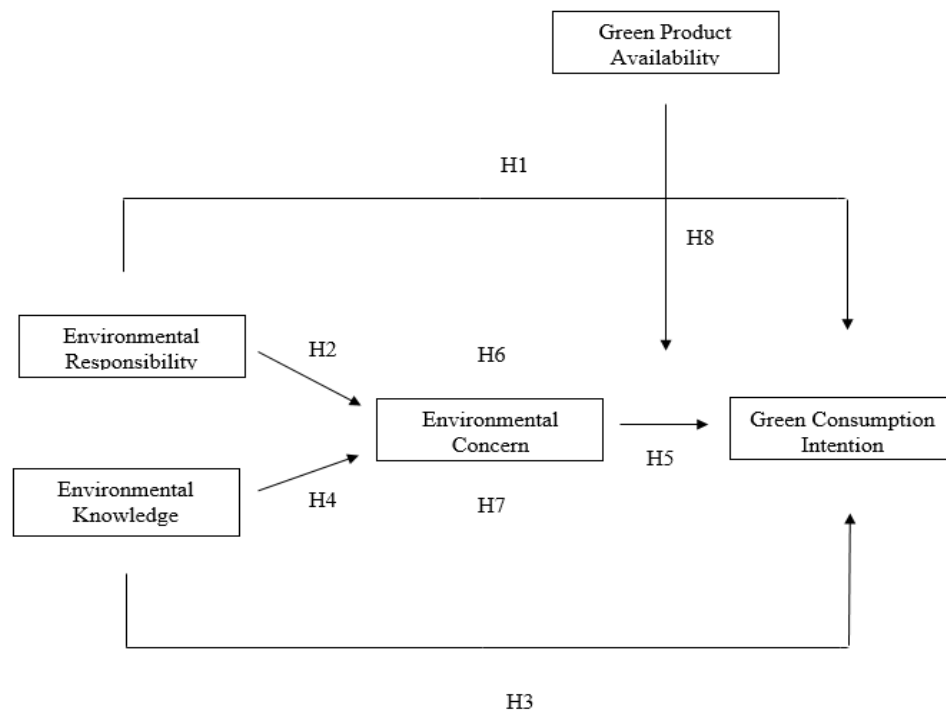 Green Product
Availability
H1
H8
Environmental
Responsibility
H2
H6
Environmental
Concern
Green Consumption
Intention
H5
Environmental
Knowledge
H4
H7
H3